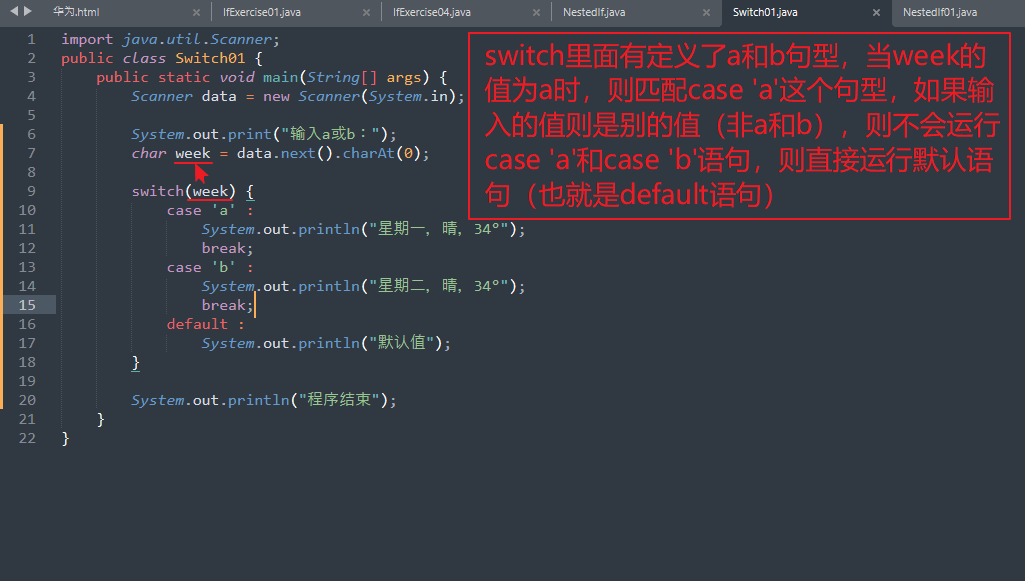 华为.html
IfExercise01.java
IfExercise04.java
NestedIf.java
Switch01.java
NestedIf01.java
1 import java.util.Scanner;
2 public class Switch01 {
3 public static void main(String[] args) {
4 Scanner data = new Scanner(System.in);
5
6 System.out.print("输入a或b：");
7 char week = data.next().charAt(0);
8
9 switch(week) {
10 case 'a' :
11 System.out.println("星期一，晴，34°");
12 break;
13 case 'b' :
14 System.out.println("星期二，晴，34°");
15 break;
16 default :
17 System.out.println("默认值");
18 }
19
20 System.out.println("程序结束");
21 }
22 }
switch里面有定义了a和b句型，当week的
值为a时，则匹配case 'a'这个句型，如果输
入的值则是别的值（非a和b），则不会运行
case 'a'和case 'b'语句，则直接运行默认语
句（也就是default语句）